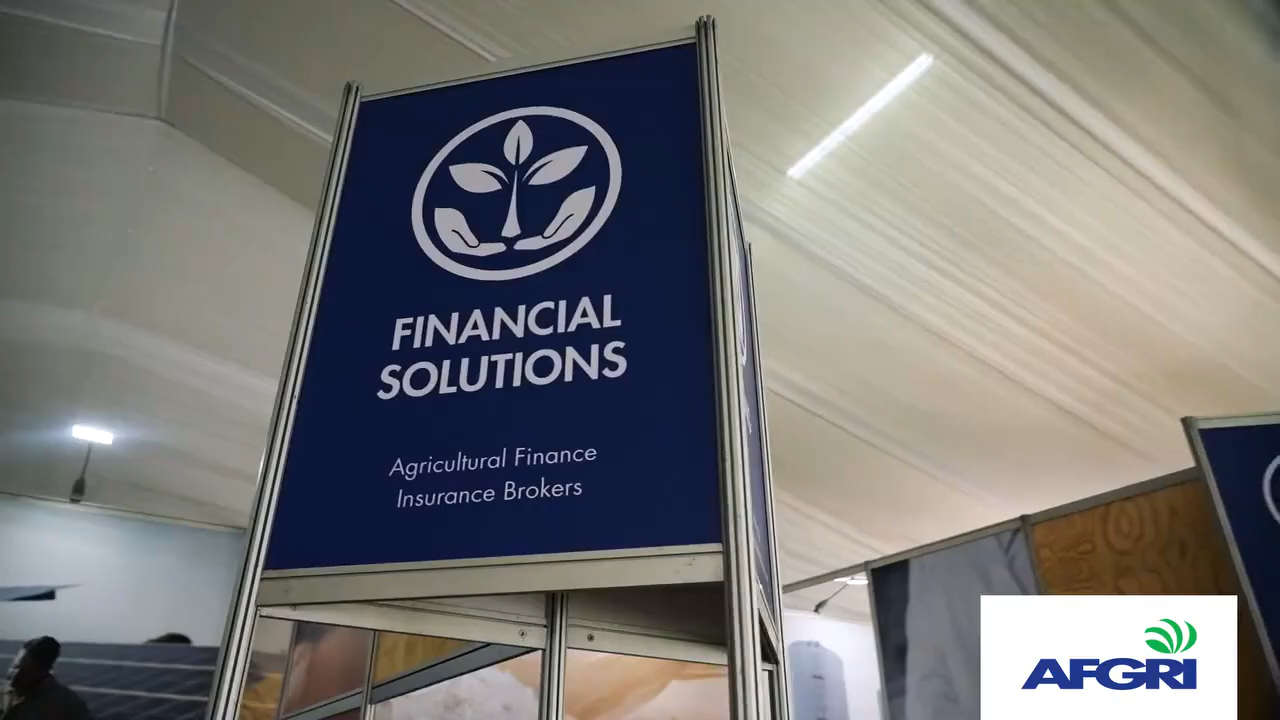 FINANCIAL
SOLUTIONS
Agricultural Finance
Insurance Brokers
AFGRI